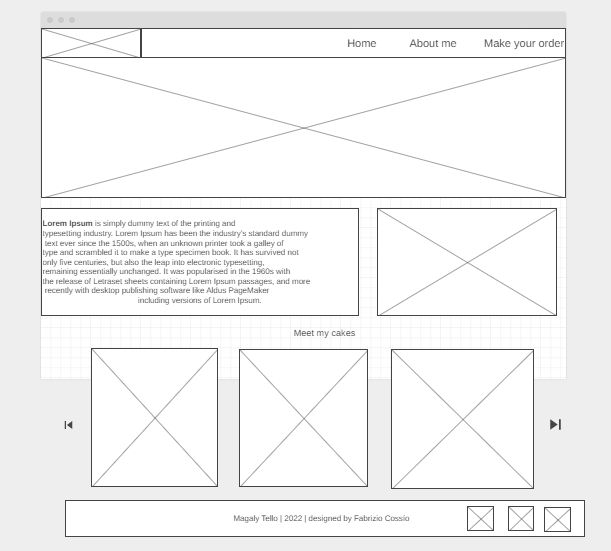 Home About me Make your order
Lorem Ipsum is simply dummy text of the printing and
typesetting industry. Lorem Ipsum has been the industry's standard dummy
text ever since the 1500s, when an unknown printer took a galley of
type and scrambled it to make a type specimen book. It has survived not
only five centuries, but also the leap into electronic typesetting,
remaining essentially unchanged. It was popularised in the 1960s with
the release of Letraset sheets containing Lorem Ipsum passages, and more
recently with desktop publishing software like Aldus PageMaker
including versions of Lorem Ipsum.
Meet my cakes
Magaly Tello | 2022 | designed by Fabrizio Cossio